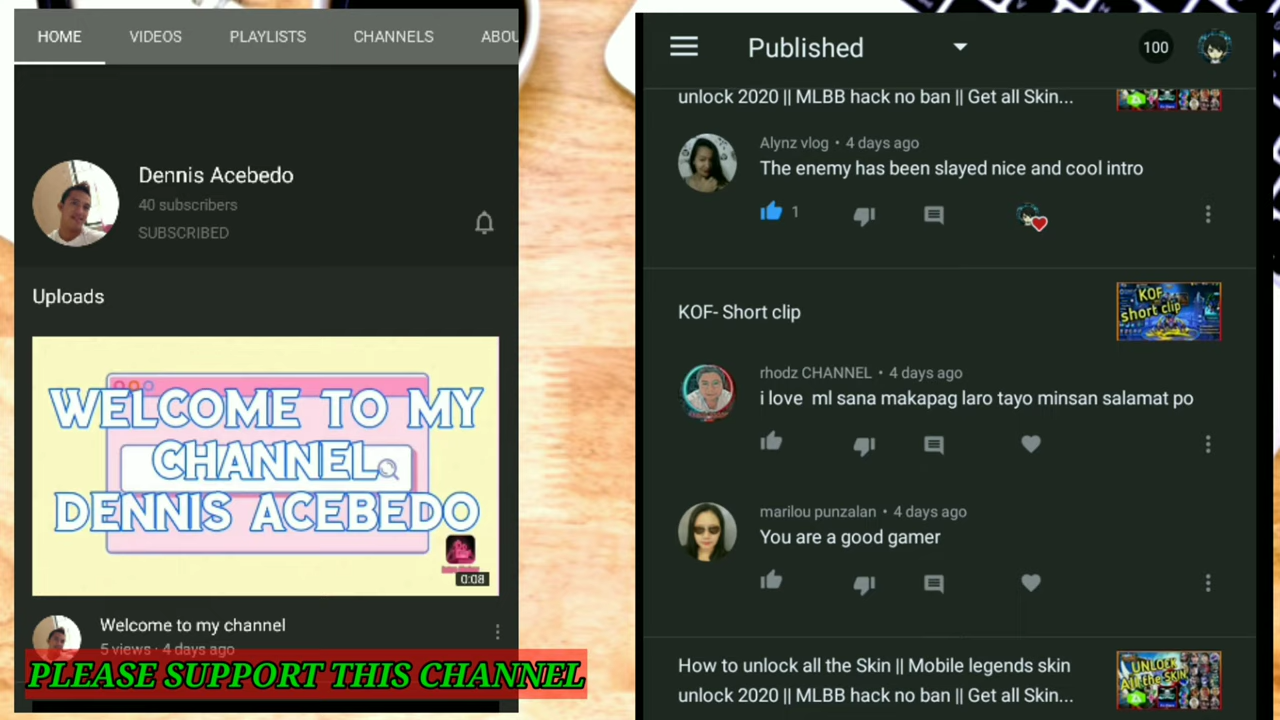 HOME
VIDEOS
PLAYLISTS
CHANNELS
ABOU
Dennis Acebedo
40 subscribers
SUBSCRIBED
Uploads
WELCOME TO MY
CHANNEL
DENNIS ACEBEDO
0:08
Welcome to my channel
5 views · 4 days ago
PLEASE SUPPORT THIS CHANNEL
Published
100
unlock 2020 || MLBB hack no ban || Get all Skin...
Alynz vlog • 4 days ago
The enemy has been slayed nice and cool intro
1
KOF- Short clip
KOF
short clip
rhodz CHANNEL • 4 days ago
i love ml sana makapag laro tayo minsan salamat po
marilou punzalan • 4 days ago
You are a good gamer
How to unlock all the Skin || Mobile legends skin
unlock 2020 || MLBB hack no ban || Get all Skin...
UNLOCK
All the SKIN